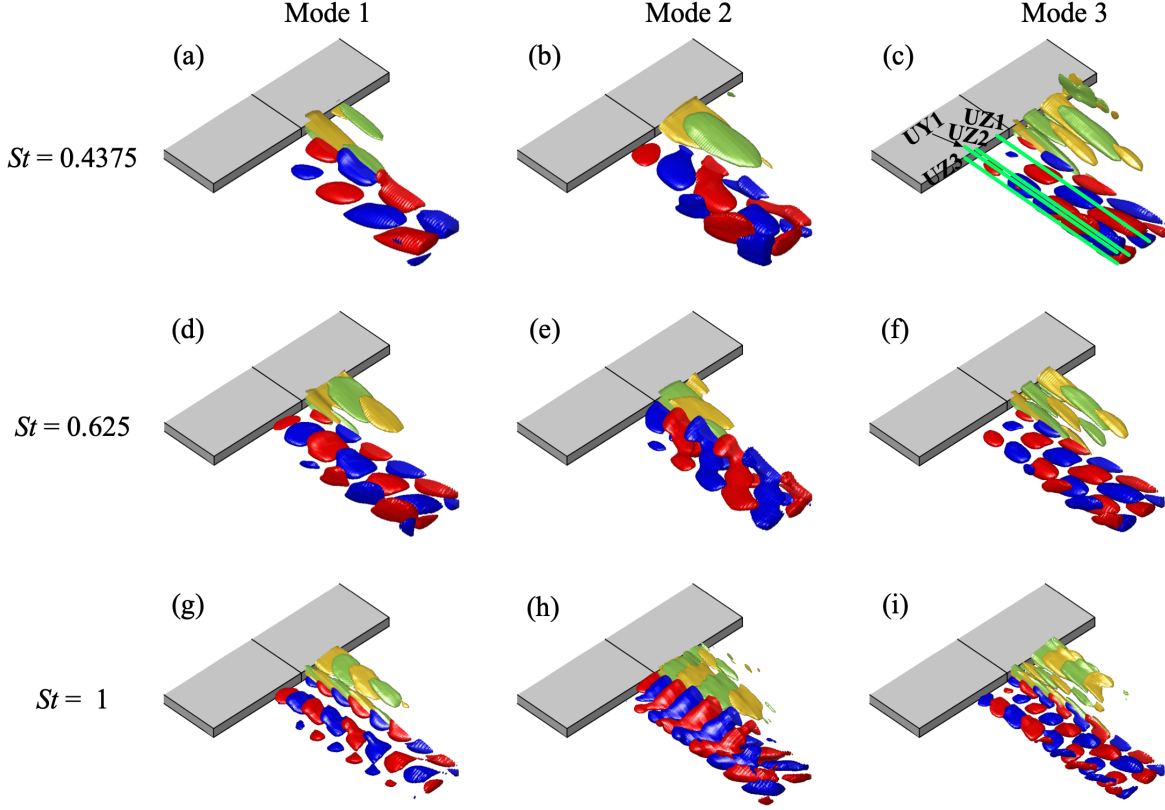 Mode 1
Mode 2
Mode 3
(a)
(b)
(c)
St = 0.4375
UY1
UZ1
UZ2
UZ3
(d)
(e)
(f)
St = 0.625
(g)
(h)
(i)
St = 1